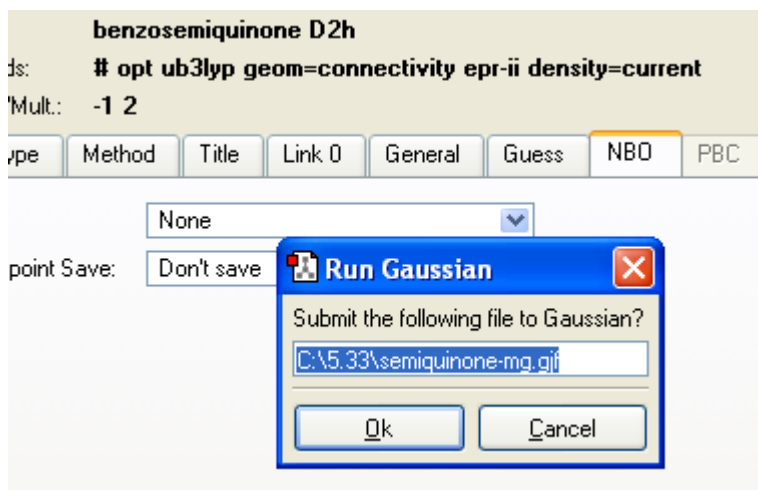 benzosemiquinone D2h
ds: # opt ub3lyp geom=connectivity epr-ii density=current
/Mult.: -1 2
ype Method Title Link 0 General Guess NBO PBC
None
point Save: Don't save
Run Gaussian
Submit the following file to Gaussian?
C:\5.33\semiquinone-mg.gjf
Ok Cancel